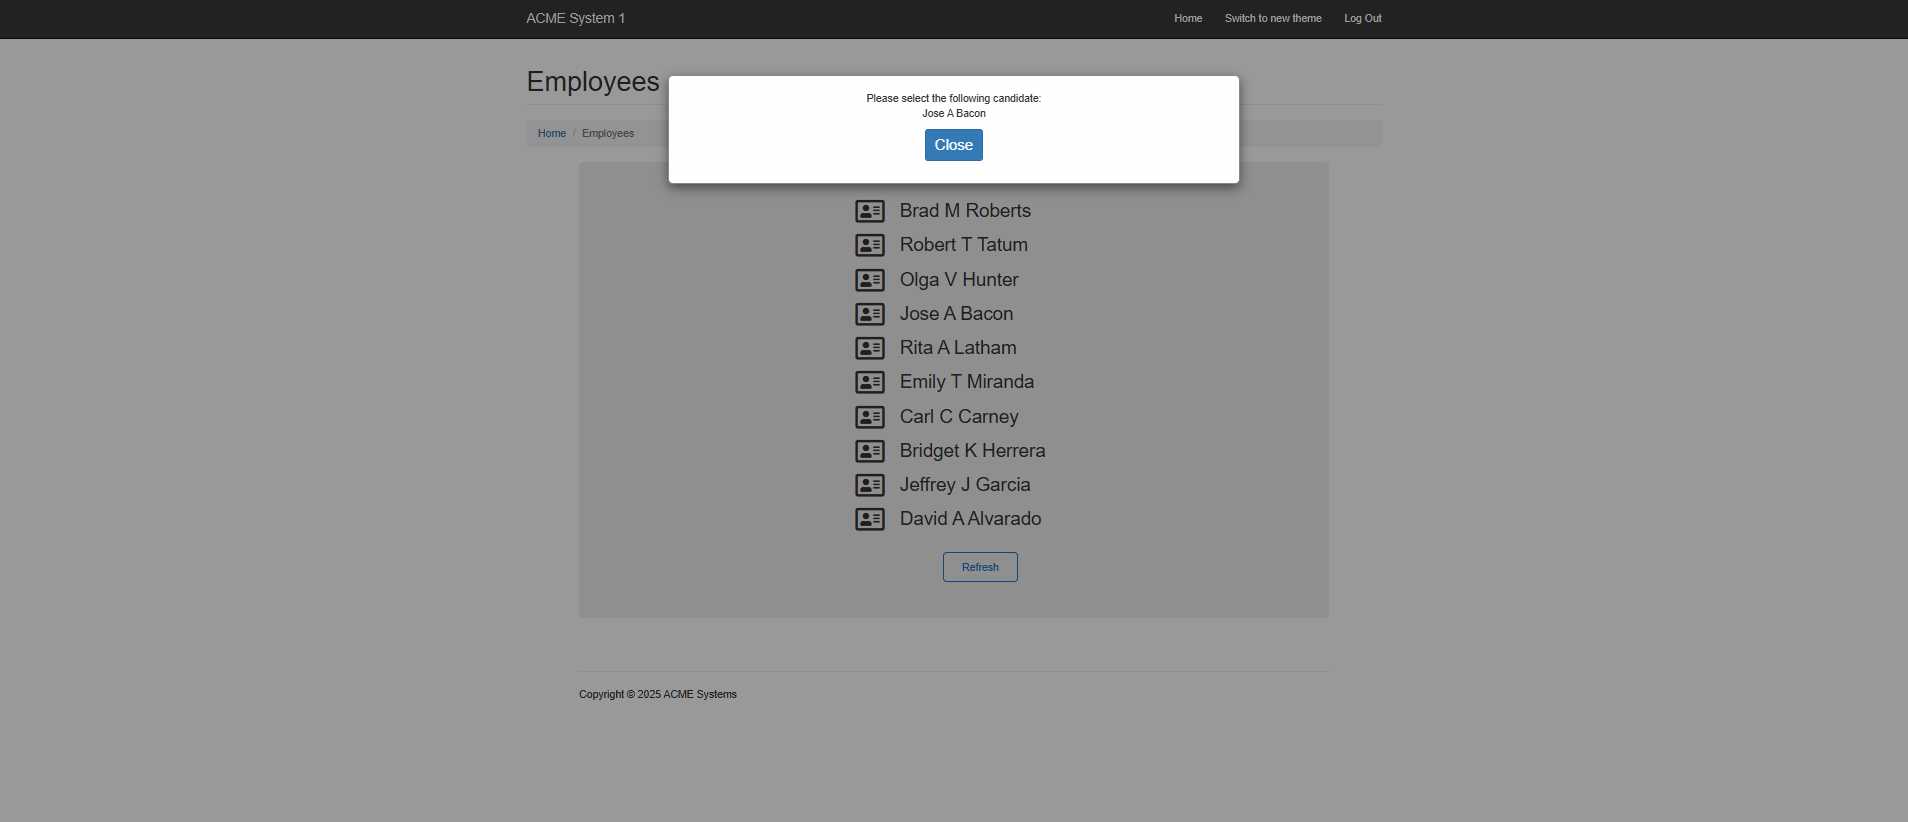 ACME System 1
Home
Switch to new theme
Log Out
Employees
Please select the following candidate:
Jose A Bacon
Close
Home / Employees
Brad M Roberts
Robert T Tatum
Olga V Hunter
Jose A Bacon
Rita A Latham
Emily T Miranda
Carl C Carney
Bridget K Herrera
Jeffrey J Garcia
David A Alvarado
Refresh
Copyright © 2025 ACME Systems